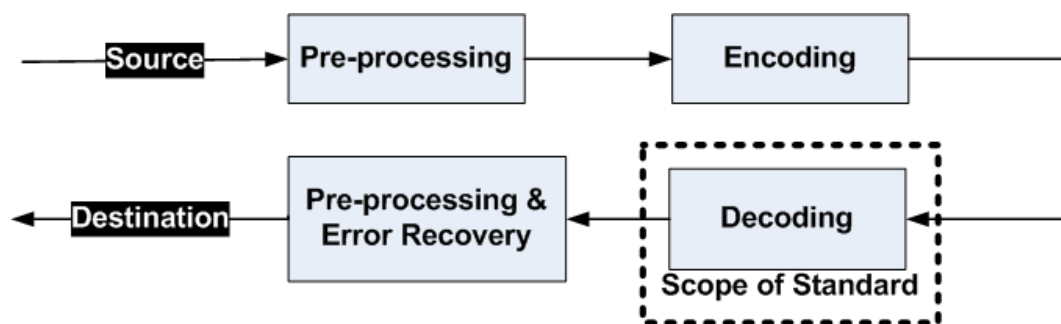 Source
Pre-processing
Encoding
Destination
Pre-processing &
Error Recovery
Decoding
Scope of Standard